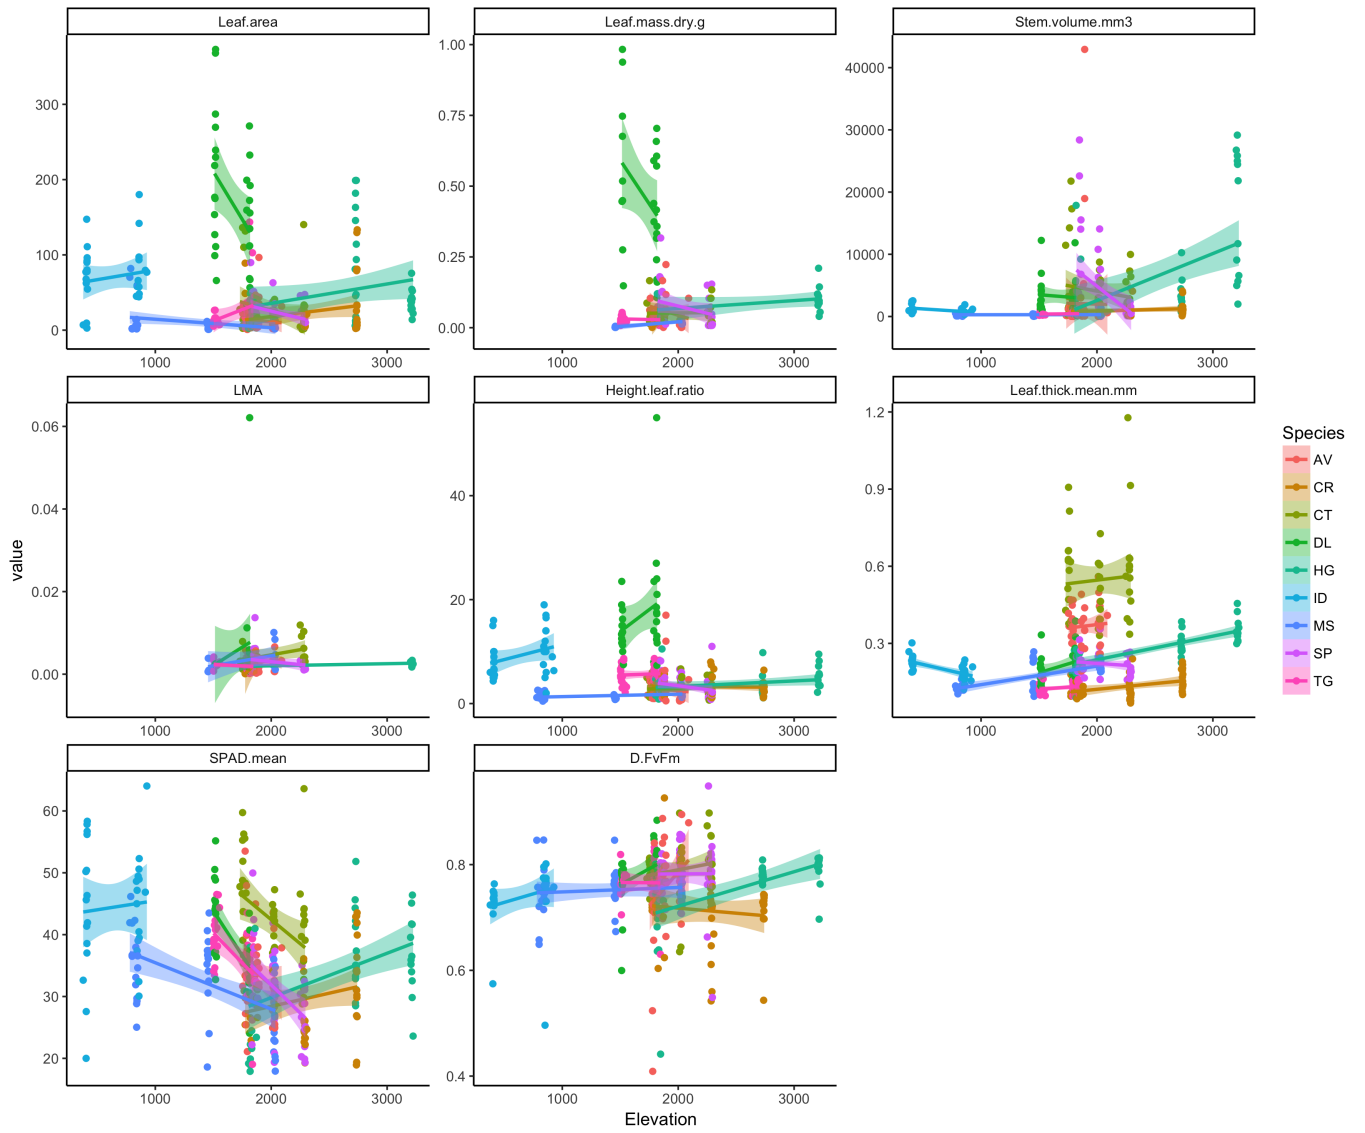 Leaf.area
Leaf.mass.dry.g
Stem.volume.mm3
300
200
100
0
1000
2000
3000
1.00
0.75
0.50
0.25
0.00
1000
2000
3000
40000
30000
20000
10000
0
1000
2000
3000
LMA
Height.leaf.ratio
Leaf.thick.mean.mm
0.06
0.04
0.02
0.00
1000
2000
3000
40
20
0
1000
2000
3000
1.2
0.9
0.6
0.3
1000
2000
3000
SPAD.mean
D.FvFm
60
50
40
30
20
1000
2000
3000
0.8
0.6
0.4
1000
2000
3000
value
Elevation
Species
AV
CR
CT
DL
HG
ID
MS
SP
TG